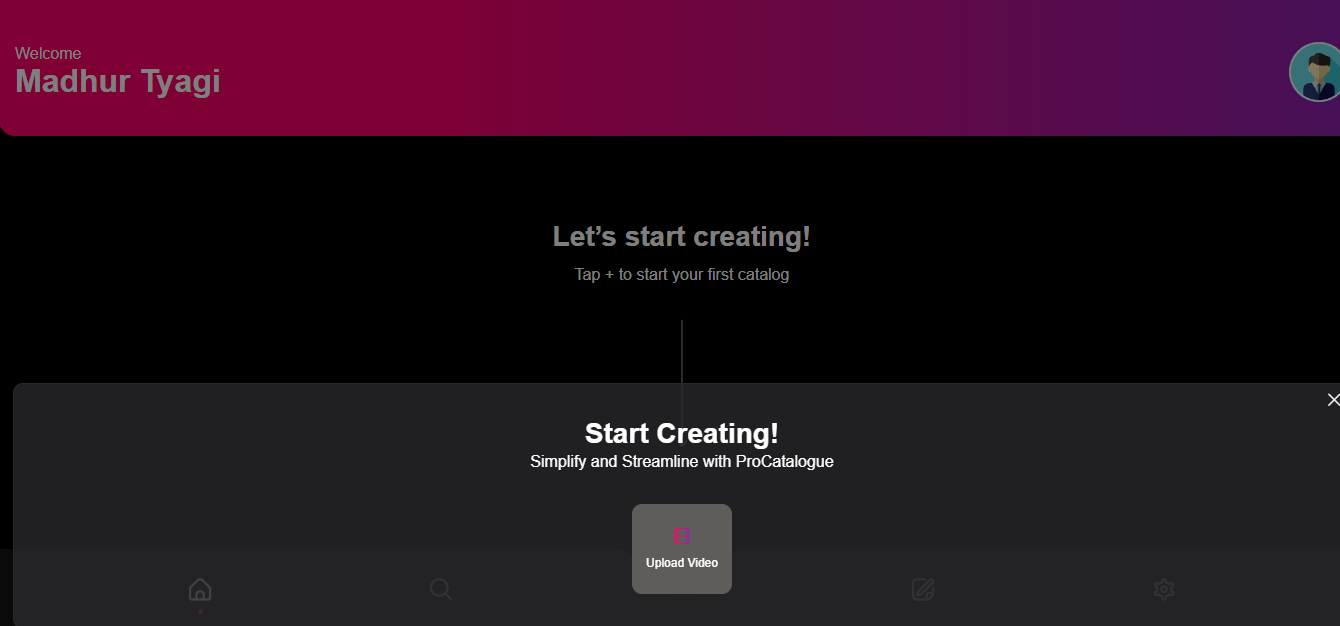 Welcome
Madhur Tyagi
Let’s start creating!
Tap + to start your first catalog
Start Creating!
Simplify and Streamline with ProCatalogue
Upload Video